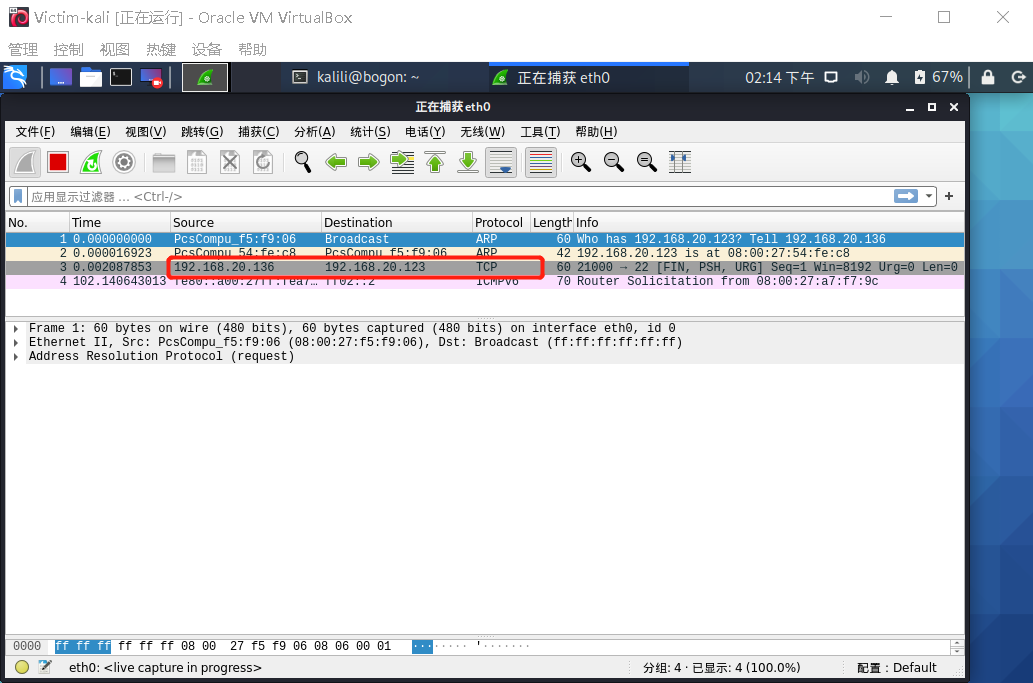 Victim-kali [正在运行] - Oracle VM VirtualBox
管理 控制 视图 热键 设备 帮助
kalili@bogon: ~ 正在捕获 eth0 02:14 下午 67%
正在捕获 eth0
文件(F) 编辑(E) 视图(V) 跳转(G) 捕获(C) 分析(A) 统计(S) 电话(Y) 无线(W) 工具(T) 帮助(H)
应用显示过滤器 … <Ctrl-/>
No. Time Source Destination Protocol Length Info
1 0.000000000 PcsCompu_f5:f9:06 Broadcast ARP 60 Who has 192.168.20.123? Tell 192.168.20.136
2 0.000016923 PcsCompu_54:fe:c8 PcsCompu_f5:f9:06 ARP 42 192.168.20.123 is at 08:00:27:54:fe:c8
3 0.002087853 192.168.20.136 192.168.20.123 TCP 60 21000 → 22 [FIN, PSH, URG] Seq=1 Win=8192 Urg=0 Len=0
4 102.140643013 fe80::a00:27ff:fea7… ff02::2 ICMPv6 70 Router Solicitation from 08:00:27:a7:f7:9c
Frame 1: 60 bytes on wire (480 bits), 60 bytes captured (480 bits) on interface eth0, id 0
Ethernet II, Src: PcsCompu_f5:f9:06 (08:00:27:f5:f9:06), Dst: Broadcast (ff:ff:ff:ff:ff:ff)
Address Resolution Protocol (request)
0000 ff ff ff ff ff ff 08 00 27 f5 f9 06 08 06 00 01 ········ '·······
eth0: <live capture in progress> 分组: 4 · 已显示: 4 (100.0%) 配置：Default